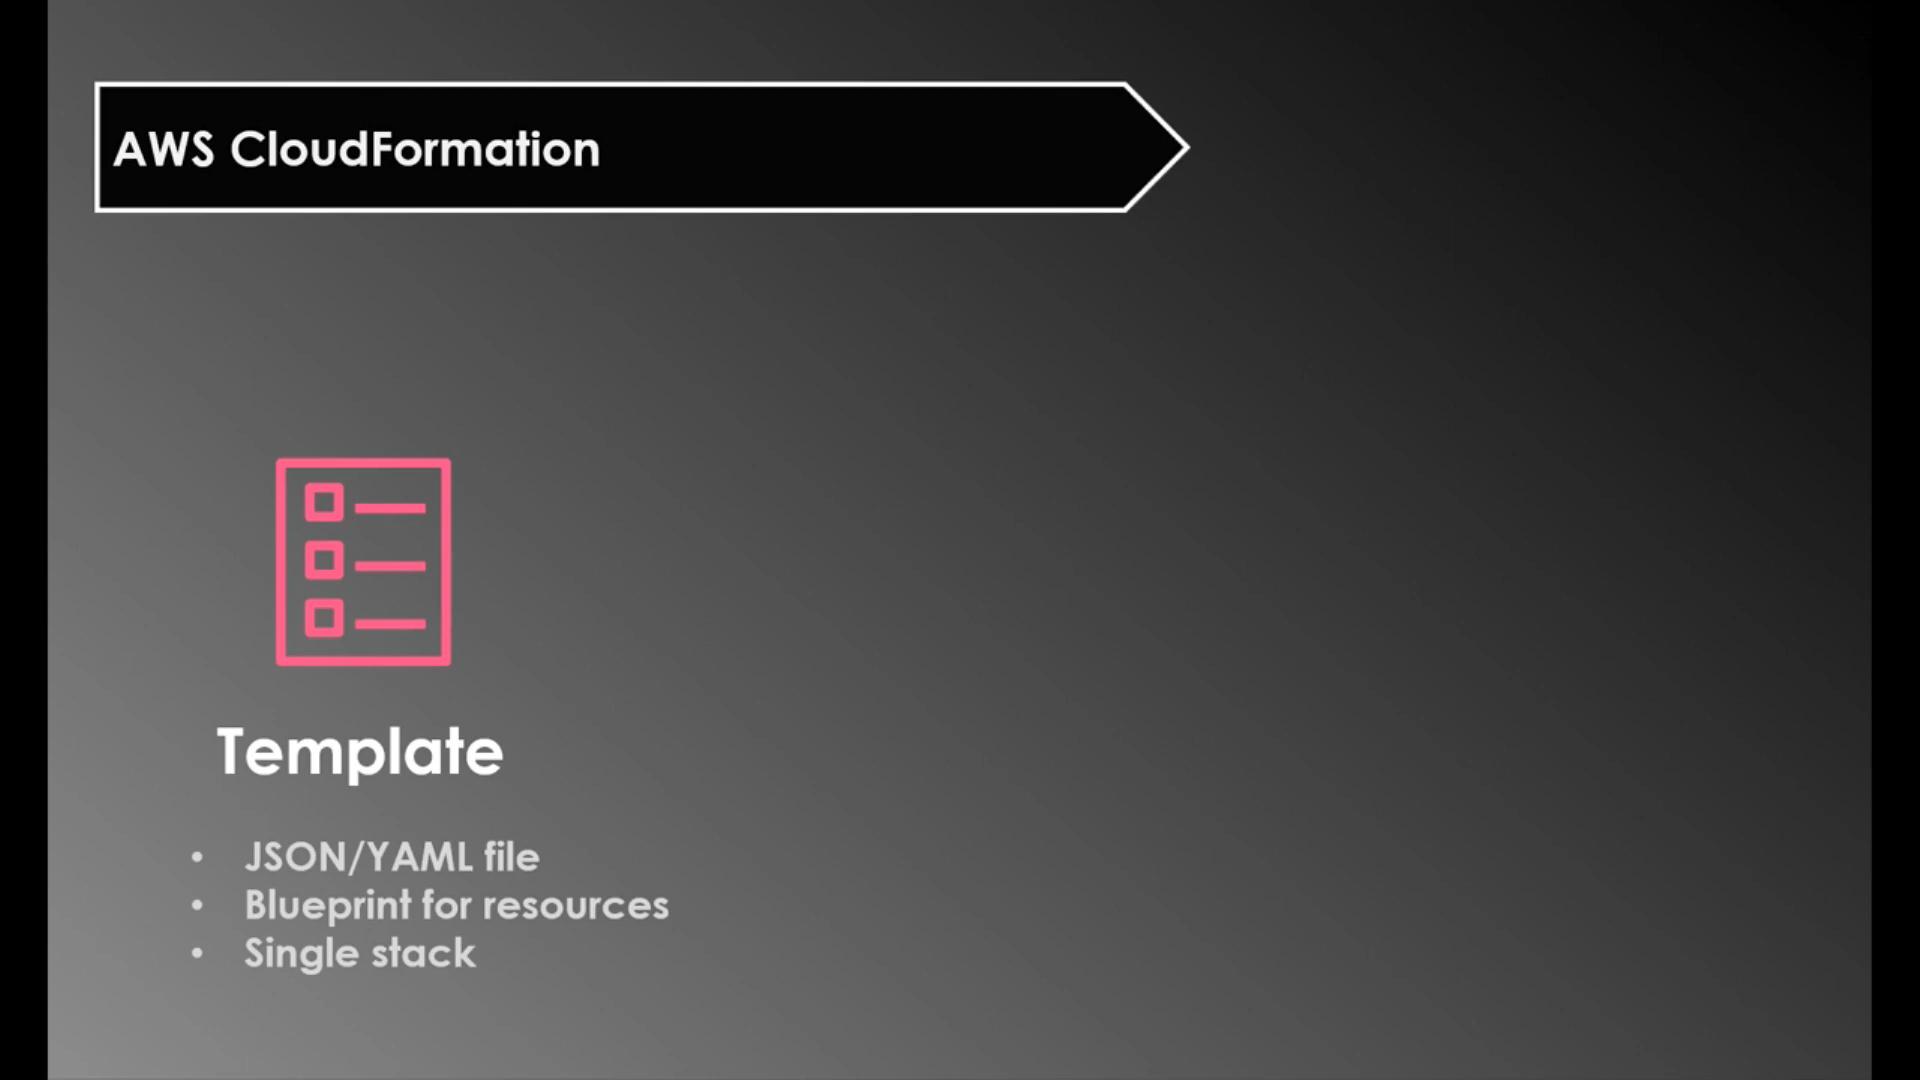 AWS CloudFormation
Template
• JSON/YAML file
• Blueprint for resources
• Single stack